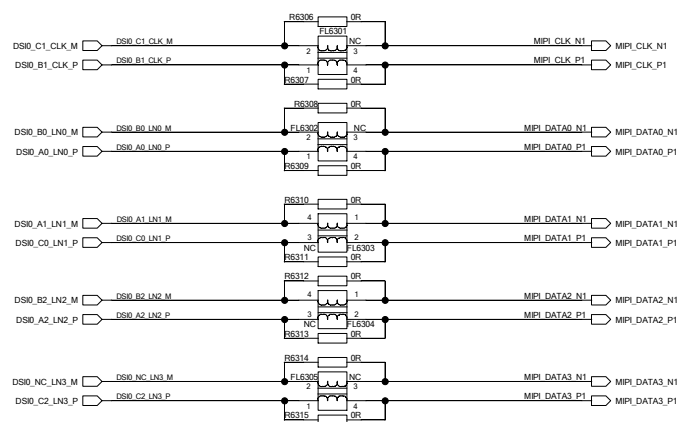 R6306 0R
FL6301
DSI0_C1_CLK_M DSI0_C1_CLK_M 2 NC 3 MIPI_CLK_N1 MIPI_CLK_N1
DSI0_B1_CLK_P DSI0_B1_CLK_P 1 4 MIPI_CLK_P1 MIPI_CLK_P1
R6307 0R
R6308 0R
DSI0_B0_LN0_M DSI0_B0_LN0_M FL6302 2 NC 3 MIPI_DATA0_N1 MIPI_DATA0_N1
DSI0_A0_LN0_P DSI0_A0_LN0_P 1 4 MIPI_DATA0_P1 MIPI_DATA0_P1
R6309 0R
R6310 0R
DSI0_A1_LN1_M DSI0_A1_LN1_M 4 1 MIPI_DATA1_N1 MIPI_DATA1_N1
DSI0_C0_LN1_P DSI0_C0_LN1_P 3 2 MIPI_DATA1_P1 MIPI_DATA1_P1
NC FL6303
R6311 0R
R6312 0R
DSI0_B2_LN2_M DSI0_B2_LN2_M 4 1 MIPI_DATA2_N1 MIPI_DATA2_N1
DSI0_A2_LN2_P DSI0_A2_LN2_P 3 2 MIPI_DATA2_P1 MIPI_DATA2_P1
NC FL6304
R6313 0R
R6314 0R
DSI0_NC_LN3_M DSI0_NC_LN3_M FL6305 2 NC 3 MIPI_DATA3_N1 MIPI_DATA3_N1
DSI0_C2_LN3_P DSI0_C2_LN3_P 1 4 MIPI_DATA3_P1 MIPI_DATA3_P1
R6315 0R